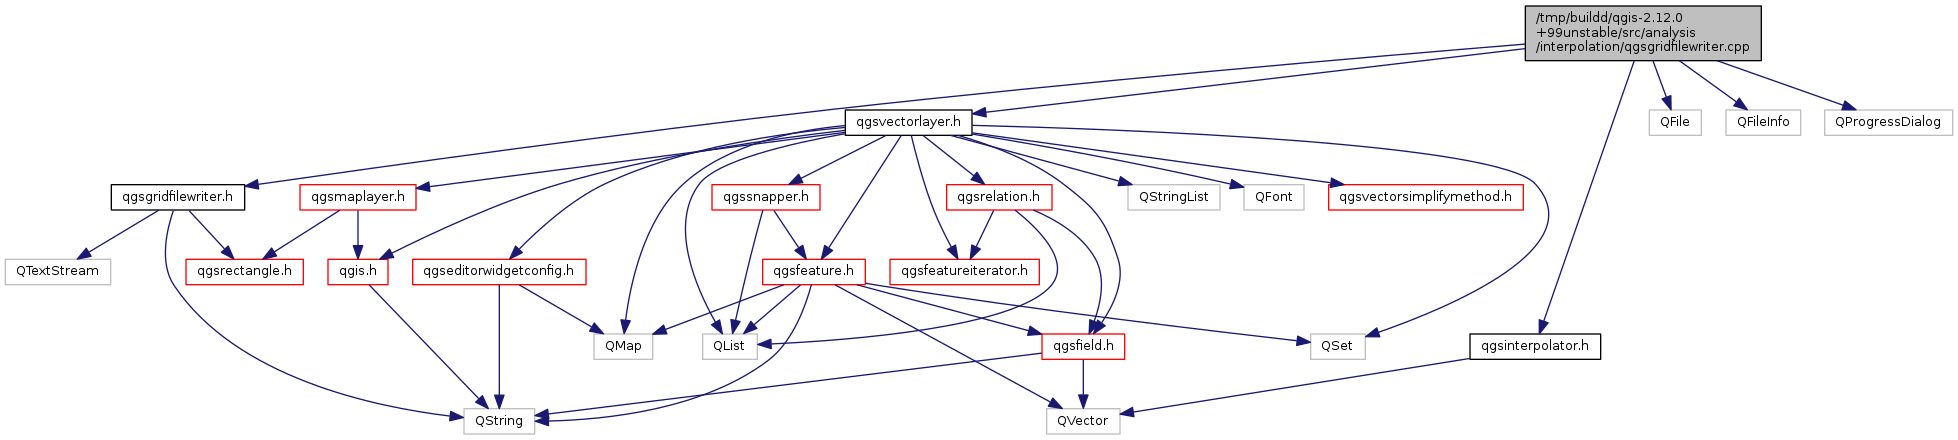 /tmp/buildd/qgis-2.12.0
+99unstable/src/analysis
/interpolation/qgsgridfilewriter.cpp
qgsvectorlayer.h
QFile
QFileInfo
QProgressDialog
qgsgridfilewriter.h
qgsmaplayer.h
qgssnapper.h
qgsrelation.h
QStringList
QFont
qgsvectorsimplifymethod.h
QTextStream
qgsrectangle.h
qgis.h
qgseditorwidgetconfig.h
qgsfeature.h
qgsfeatureiterator.h
QMap
QList
qgsfield.h
QSet
qgsinterpolator.h
QString
QVector